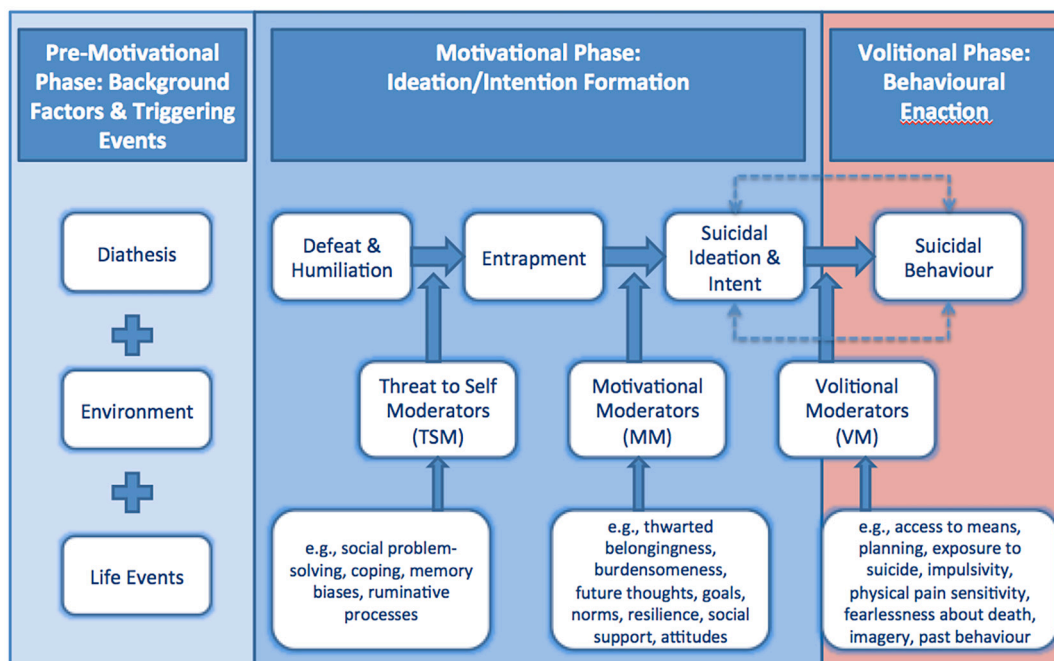 Pre-Motivational
Phase: Background
Factors & Triggering
Events
Motivational Phase:
Ideation/Intention Formation
Volitional Phase:
Behavioural
Enaction
Diathesis
Environment
Life Events
Defeat &
Humiliation
Entrapment
Suicidal
Ideation &
Intent
Suicidal
Behaviour
Threat to Self
Moderators
(TSM)
Motivational
Moderators
(MM)
Volitional
Moderators
(VM)
e.g., social problem-
solving, coping, memory
biases, ruminative
processes
e.g., thwarted
belongingness,
burdensomeness,
future thoughts, goals,
norms, resilience, social
support, attitudes
e.g., access to means,
planning, exposure to
suicide, impulsivity,
physical pain sensitivity,
fearlessness about death,
imagery, past behaviour